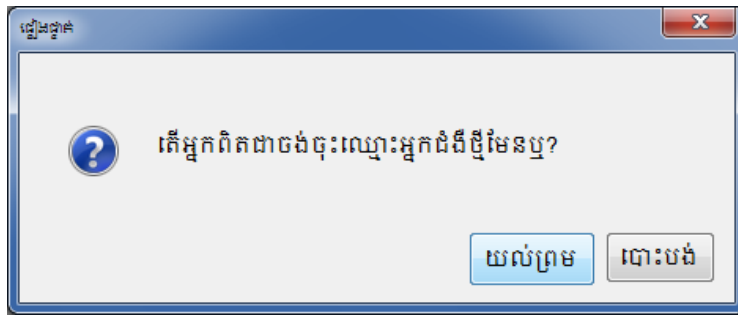 ផ្ទៀងផ្ទាត់
តើអ្នកពិតជាចង់ចុះឈ្មោះអ្នកជំងឺថ្មីមែនឬ?
យល់ព្រម
បោះបង់